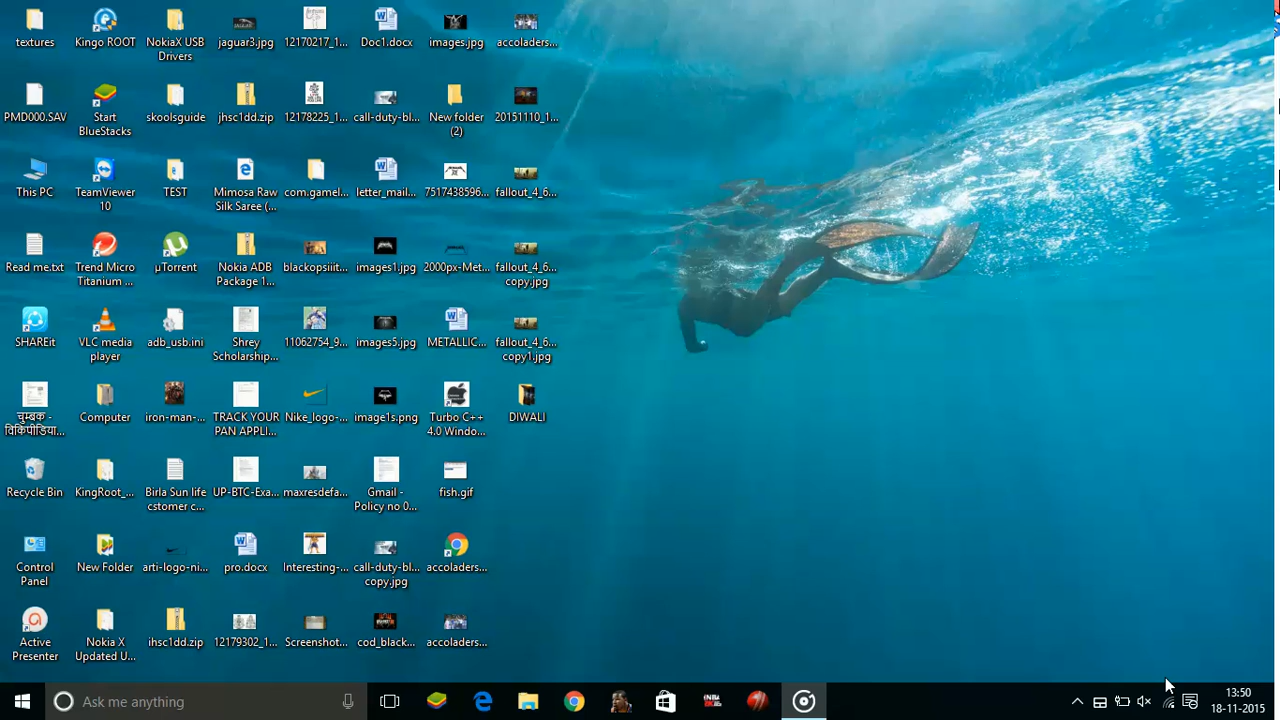 textures
Kingo ROOT
NokiaX USB
Drivers
jaguar3.jpg
12170217_1...
Doc1.docx
images.jpg
accoladers...
PMD000.SAV
Start
BlueStacks
skoolsguide
jhsc1dd.zip
12178225_1...
call-duty-bl...
New folder
(2)
20151110_1...
This PC
TeamViewer
10
TEST
Mimosa Raw
Silk Saree (...
com.gamel...
letter_mail...
7517438596...
fallout_4_6...
Read me.txt
Trend Micro
Titanium ...
µTorrent
Nokia ADB
Package 1...
blackopsiiit...
images1.jpg
2000px-Met...
fallout_4_6...
copy.jpg
SHAREit
VLC media
player
adb_usb.ini
Shrey
Scholarship...
11062754_9...
images5.jpg
METALLIC...
fallout_4_6...
copy1.jpg
चुम्बक -
विकिपीडिया...
Computer
iron-man-...
TRACK YOUR
PAN APPLI...
Nike_logo-...
image1s.png
Turbo C++
4.0 Windo...
DIWALI
Recycle Bin
KingRoot_...
Birla Sun life
cstomer c...
UP-BTC-Exa...
maxresdefa...
Gmail -
Policy no 0...
fish.gif
Control
Panel
New Folder
arti-logo-ni...
pro.docx
Interesting-...
call-duty-bl...
copy.jpg
accoladers...
Active
Presenter
Nokia X
Updated U...
ihsc1dd.zip
12179302_1...
Screenshot...
cod_black...
accoladers...
Ask me anything
13:50
18-11-2015